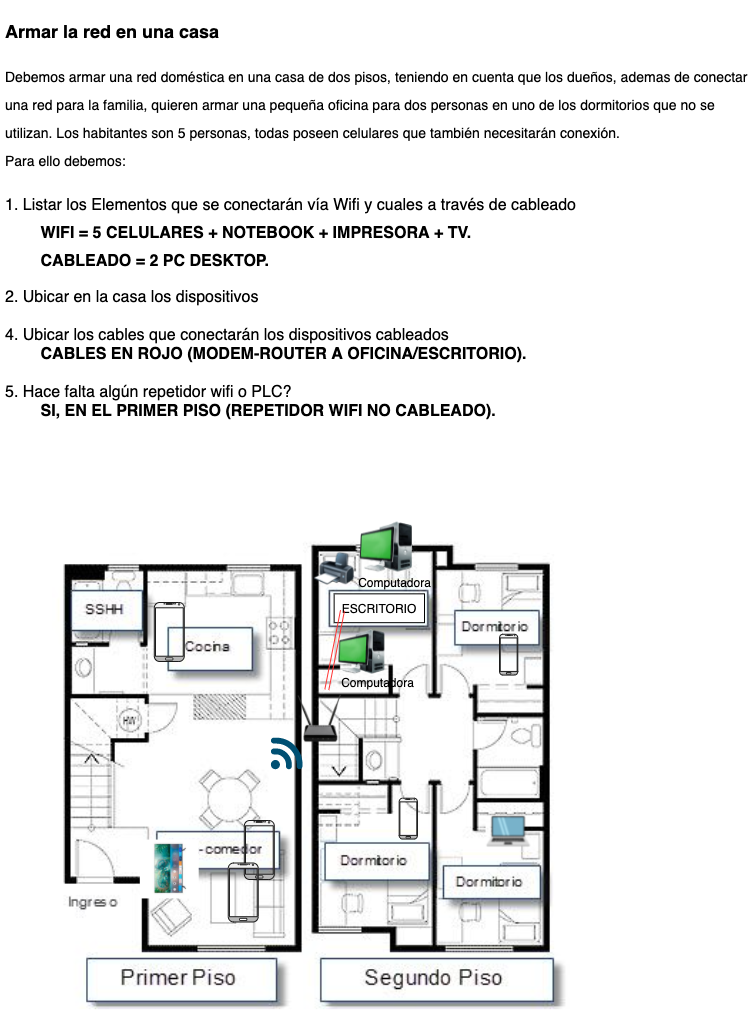 Armar la red en una casa
Debemos armar una red doméstica en una casa de dos pisos, teniendo en cuenta que los dueños, ademas de conectar
una red para la familia, quieren armar una pequeña oficina para dos personas en uno de los dormitorios que no se
utilizan. Los habitantes son 5 personas, todas poseen celulares que también necesitarán conexión.
Para ello debemos:
1. Listar los Elementos que se conectarán vía Wifi y cuales a través de cableado
WIFI = 5 CELULARES + NOTEBOOK + IMPRESORA + TV.
CABLEADO = 2 PC DESKTOP.
2. Ubicar en la casa los dispositivos
4. Ubicar los cables que conectarán los dispositivos cableados
CABLES EN ROJO (MODEM-ROUTER A OFICINA/ESCRITORIO).
5. Hace falta algún repetidor wifi o PLC?
SI, EN EL PRIMER PISO (REPETIDOR WIFI NO CABLEADO).
SSHH
Cocina
HW
-comedor
Ingreso
Primer Piso
Computadora
ESCRITORIO
Computadora
Dormitorio
Dormitorio
Dormitorio
Segundo Piso